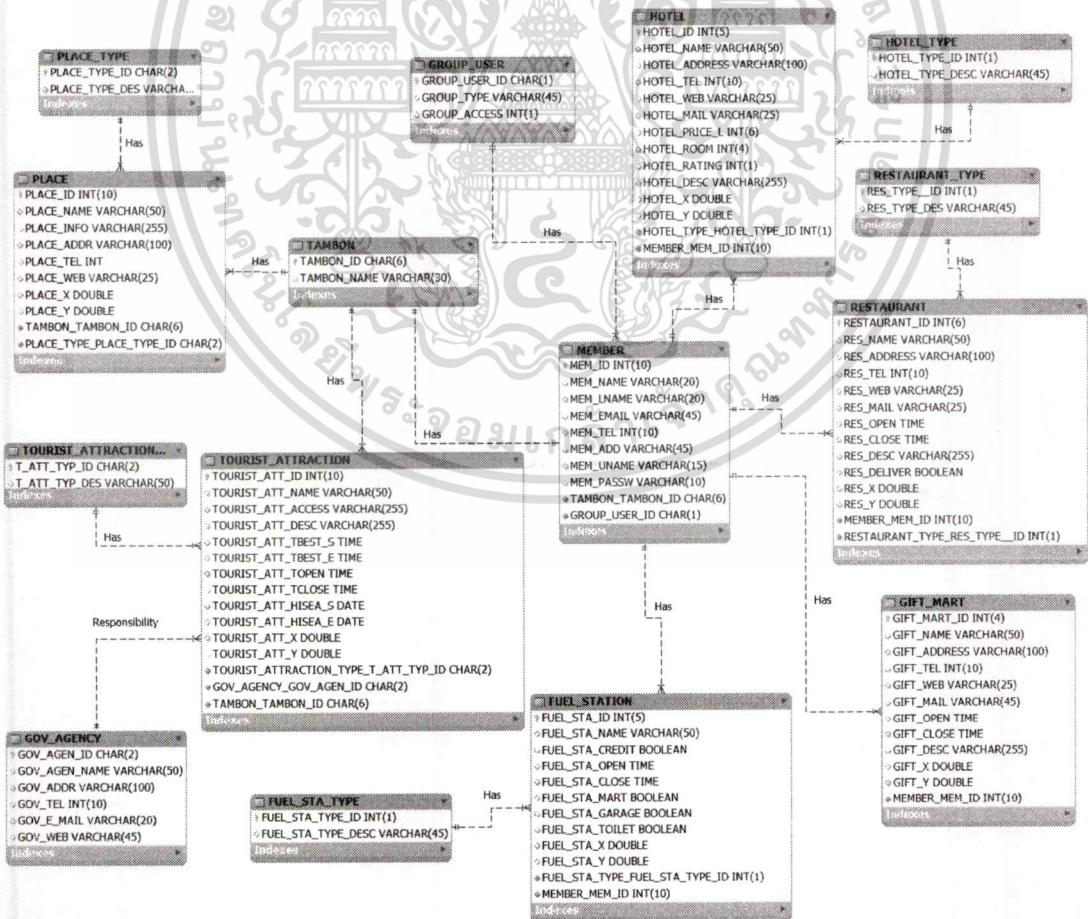 PLACE_TYPE
PLACE_TYPE_ID CHAR(2)
PLACE_TYPE_DES VARCHA...
Indexes
Has
PLACE
PLACE_ID INT(10)
PLACE_NAME VARCHAR(50)
PLACE_INFO VARCHAR(255)
PLACE_ADDR VARCHAR(100)
PLACE_TEL INT
PLACE_WEB VARCHAR(25)
PLACE_X DOUBLE
PLACE_Y DOUBLE
TAMBON_TAMBON_ID CHAR(6)
PLACE_TYPE_PLACE_TYPE_ID CHAR(2)
Indexes
Has
TAMBON
TAMBON_ID CHAR(6)
TAMBON_NAME VARCHAR(30)
Indexes
Has
Has
GROUP_USER
GROUP_USER_ID CHAR(1)
GROUP_TYPE VARCHAR(45)
GROUP_ACCESS INT(1)
Indexes
Has
HOTEL
HOTEL_ID INT(5)
HOTEL_NAME VARCHAR(50)
HOTEL_ADDRESS VARCHAR(100)
HOTEL_TEL INT(10)
HOTEL_WEB VARCHAR(25)
HOTEL_MAIL VARCHAR(25)
HOTEL_PRICE_L INT(6)
HOTEL_ROOM INT(4)
HOTEL_RATING INT(1)
HOTEL_DESC VARCHAR(255)
HOTEL_X DOUBLE
HOTEL_Y DOUBLE
HOTEL_TYPE_HOTEL_TYPE_ID INT(1)
MEMBER_MEM_ID INT(10)
Indexes
Has
HOTEL_TYPE
HOTEL_TYPE_ID INT(1)
HOTEL_TYPE_DESC VARCHAR(45)
Indexes
Has
RESTAURANT_TYPE
RES_TYPE__ID INT(1)
RES_TYPE_DES VARCHAR(45)
Indexes
Has
RESTAURANT
RESTAURANT_ID INT(6)
RES_NAME VARCHAR(50)
RES_ADDRESS VARCHAR(100)
RES_TEL INT(10)
RES_WEB VARCHAR(25)
RES_MAIL VARCHAR(25)
RES_OPEN TIME
RES_CLOSE TIME
RES_DESC VARCHAR(255)
RES_DELIVER BOOLEAN
RES_X DOUBLE
RES_Y DOUBLE
MEMBER_MEM_ID INT(10)
RESTAURANT_TYPE_RES_TYPE__ID INT(1)
Indexes
MEMBER
MEM_ID INT(10)
MEM_NAME VARCHAR(20)
MEM_LNAME VARCHAR(20)
MEM_EMAIL VARCHAR(45)
MEM_TEL INT(10)
MEM_ADD VARCHAR(45)
MEM_UNAME VARCHAR(15)
MEM_PASSW VARCHAR(10)
TAMBON_TAMBON_ID CHAR(6)
GROUP_USER_ID CHAR(1)
Indexes
Has
Has
Has
TOURIST_ATTRACTION...
T_ATT_TYP_ID CHAR(2)
T_ATT_TYP_DES VARCHAR(50)
Indexes
Has
TOURIST_ATTRACTION
TOURIST_ATT_ID INT(10)
TOURIST_ATT_NAME VARCHAR(50)
TOURIST_ATT_ACCESS VARCHAR(255)
TOURIST_ATT_DESC VARCHAR(255)
TOURIST_ATT_TBEST_S TIME
TOURIST_ATT_TBEST_E TIME
TOURIST_ATT_TOPEN TIME
TOURIST_ATT_TCLOSE TIME
TOURIST_ATT_HISEA_S DATE
TOURIST_ATT_HISEA_E DATE
TOURIST_ATT_X DOUBLE
TOURIST_ATT_Y DOUBLE
TOURIST_ATTRACTION_TYPE_T_ATT_TYP_ID CHAR(2)
GOV_AGENCY_GOV_AGEN_ID CHAR(2)
TAMBON_TAMBON_ID CHAR(6)
Indexes
Responsibility
GOV_AGENCY
GOV_AGEN_ID CHAR(2)
GOV_AGEN_NAME VARCHAR(50)
GOV_ADDR VARCHAR(100)
GOV_TEL INT(10)
GOV_E_MAIL VARCHAR(20)
GOV_WEB VARCHAR(45)
Indexes
FUEL_STA_TYPE
FUEL_STA_TYPE_ID INT(1)
FUEL_STA_TYPE_DESC VARCHAR(45)
Indexes
Has
FUEL_STATION
FUEL_STA_ID INT(5)
FUEL_STA_NAME VARCHAR(50)
FUEL_STA_CREDIT BOOLEAN
FUEL_STA_OPEN TIME
FUEL_STA_CLOSE TIME
FUEL_STA_MART BOOLEAN
FUEL_STA_GARAGE BOOLEAN
FUEL_STA_TOILET BOOLEAN
FUEL_STA_X DOUBLE
FUEL_STA_Y DOUBLE
FUEL_STA_TYPE_FUEL_STA_TYPE_ID INT(1)
MEMBER_MEM_ID INT(10)
Indexes
GIFT_MART
GIFT_MART_ID INT(4)
GIFT_NAME VARCHAR(50)
GIFT_ADDRESS VARCHAR(100)
GIFT_TEL INT(10)
GIFT_WEB VARCHAR(25)
GIFT_MAIL VARCHAR(45)
GIFT_OPEN TIME
GIFT_CLOSE TIME
GIFT_DESC VARCHAR(255)
GIFT_X DOUBLE
GIFT_Y DOUBLE
MEMBER_MEM_ID INT(10)
Indexes